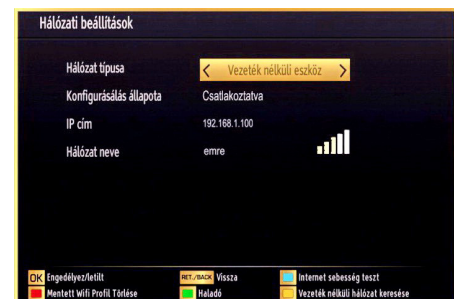 Hálózati beállítások
Hálózat típusa
Vezeték nélküli eszköz
Konfigurásálás állapota
Csatlakoztatva
IP cím
192.168.1.100
Hálózat neve
emre
OK Engedélyez/letilt
RET./BACK Vissza
Internet sebesség teszt
Mentett Wifi Profil Törlése
Haladó
Vezeték nélküli hálózat keresése